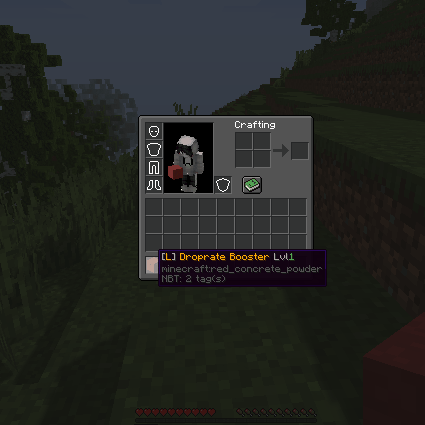 Crafting
[L] Droprate Booster Lvl1
minecraft:red_concrete_powder
NBT: 2 tag(s)